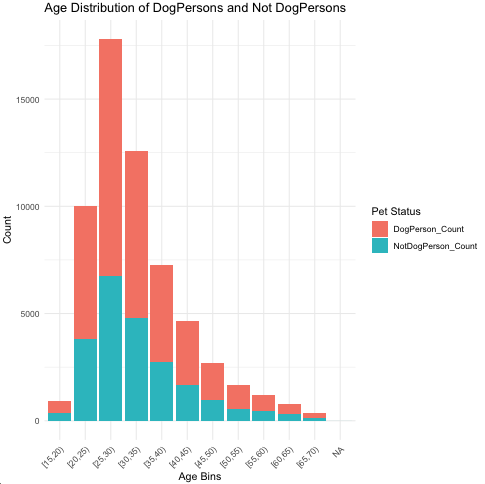 Age Distribution of DogPersons and Not DogPersons
Count
15000
10000
5000
0
[15,20)
[20,25)
[25,30)
[30,35)
[35,40)
[40,45)
[45,50)
[50,55)
[55,60)
[60,65)
[65,70)
NA
Age Bins
Pet Status
DogPerson_Count
NotDogPerson_Count